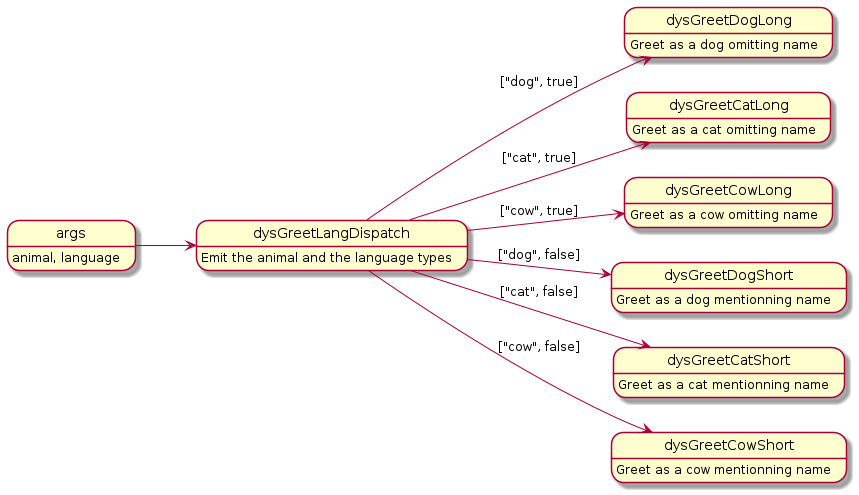 dysGreetDogLong
Greet as a dog omitting name
["dog", true]
dysGreetCatLong
Greet as a cat omitting name
["cat", true]
dysGreetCowLong
Greet as a cow omitting name
["cow", true]
args
animal, language
dysGreetLangDispatch
Emit the animal and the language types
["dog", false]
dysGreetDogShort
Greet as a dog mentionning name
["cat", false]
dysGreetCatShort
Greet as a cat mentionning name
["cow", false]
dysGreetCowShort
Greet as a cow mentionning name